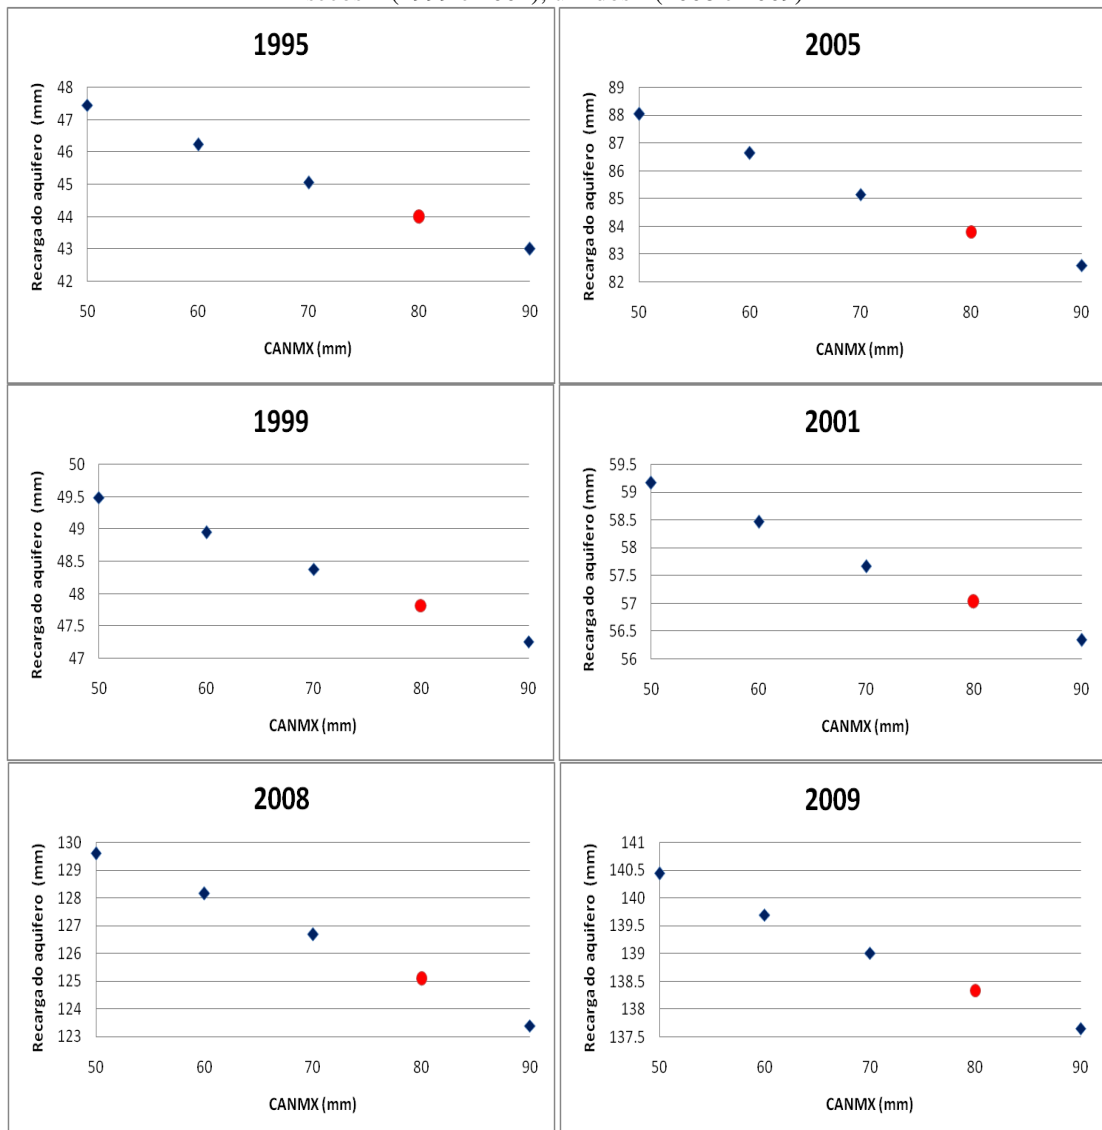 1995
Recarga do aquífero (mm)
48
47
46
45
44
43
42
50 60 70 80 90
CANMX (mm)
2005
Recarga do aquífero (mm)
89
88
87
86
85
84
83
82
50 60 70 80 90
CANMX (mm)
1999
Recarga do aquífero (mm)
50
49.5
49
48.5
48
47.5
47
50 60 70 80 90
CANMX (mm)
2001
Recarga do aquífero (mm)
59.5
59
58.5
58
57.5
57
56.5
56
50 60 70 80 90
CANMX (mm)
2008
Recarga do aquífero (mm)
130
129
128
127
126
125
124
123
50 60 70 80 90
CANMX (mm)
2009
Recarga do aquífero (mm)
141
140.5
140
139.5
139
138.5
138
137.5
50 60 70 80 90
CANMX (mm)